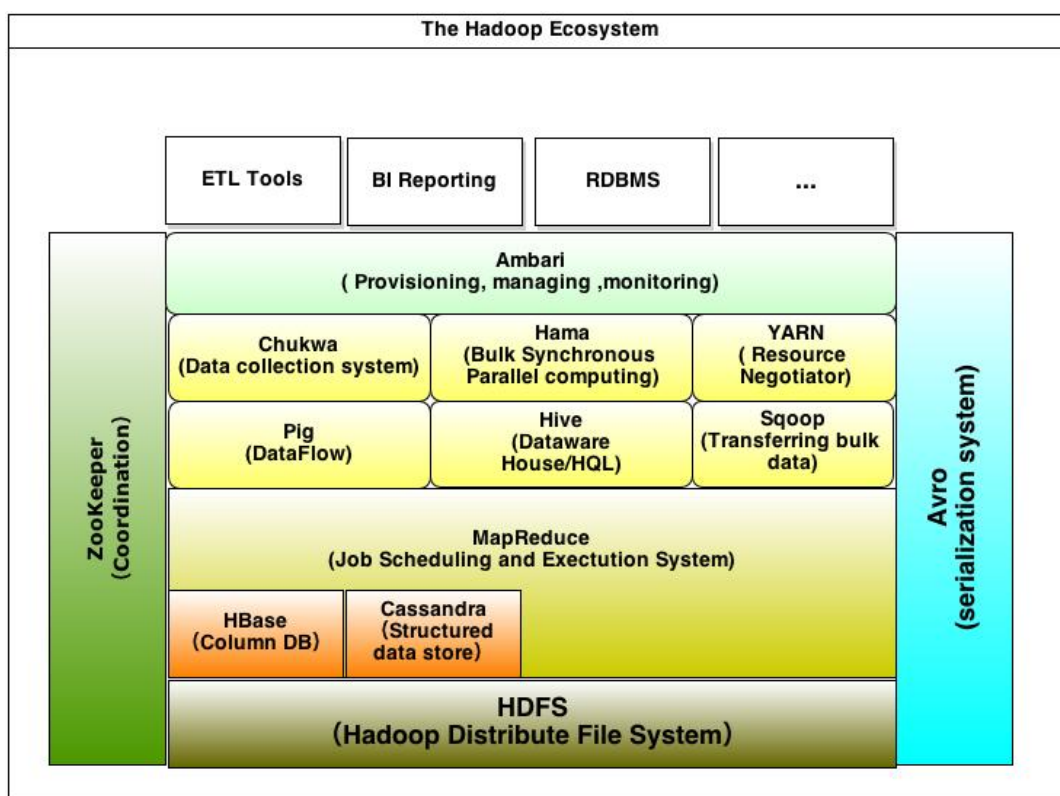 The Hadoop Ecosystem
ETL Tools
BI Reporting
RDBMS
...
Ambari
( Provisioning, managing ,monitoring)
Chukwa
(Data collection system)
Hama
(Bulk Synchronous
Parallel computing)
YARN
( Resource
Negotiator)
Pig
(DataFlow)
Hive
(Dataware
House/HQL)
Sqoop
(Transferring bulk
data)
MapReduce
(Job Scheduling and Exectution System)
HBase
(Column DB)
Cassandra
(Structured
data store)
HDFS
(Hadoop Distribute File System)
ZooKeeper
(Coordination)
Avro
(serialization system)